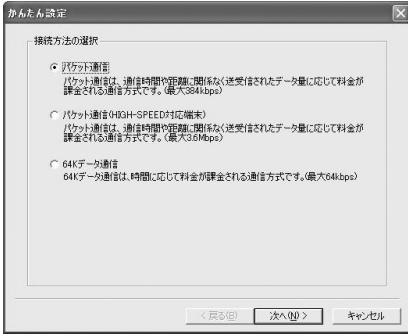 かんたん設定
接続方法の選択
パケット通信
パケット通信は、通信時間や距離に関係なく送受信されたデータ量に応じて料金が
課金される通信方式です。(最大384kbps)
パケット通信(HIGH-SPEED対応端末)
パケット通信は、通信時間や距離に関係なく送受信されたデータ量に応じて料金が
課金される通信方式です。(最大3.6Mbps)
64Kデータ通信
64Kデータ通信は、時間に応じて料金が課金される通信方式です。(最大64kbps)
< 戻る(B)
次へ(N) >
キャンセル